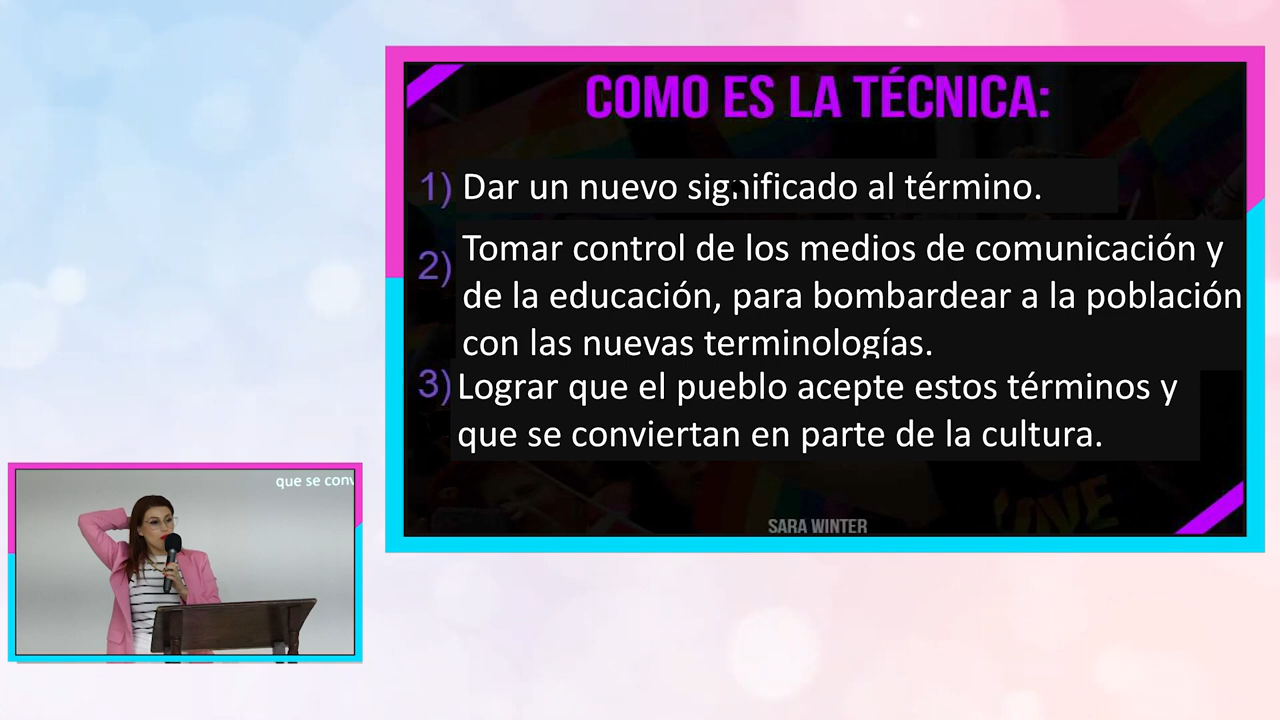 COMO ES LA TÉCNICA:
1) Dar un nuevo significado al término.
2) Tomar control de los medios de comunicación y
de la educación, para bombardear a la población
con las nuevas terminologías.
3) Lograr que el pueblo acepte estos términos y
que se conviertan en parte de la cultura.
LOVE
SARA WINTER
que se conv